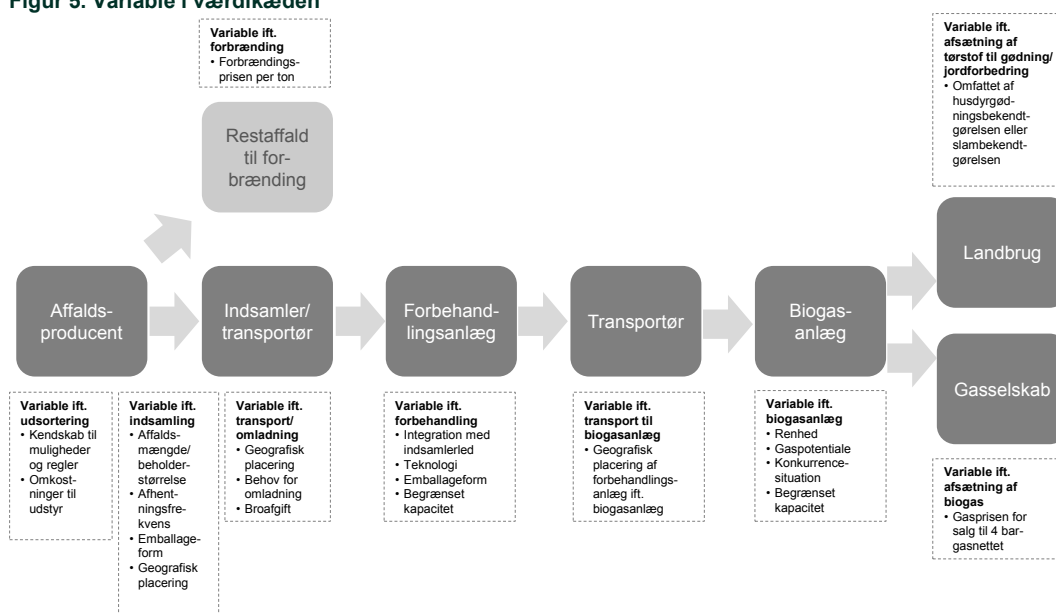 Figur 5. Variable i værdikæden
Variable ift.
forbrænding
• Forbrændings-
prisen per ton
Restaffald
til for-
brænding
Variable ift.
afsætning af
tørstof til gødning/
jordforbedring
• Omfattet af
husdyrgød-
ningsbekendt-
gørelsen eller
slambekendt-
gørelsen
Affalds-
producent
Indsamler/
transportør
Forbehand-
lingsanlæg
Transportør
Biogas-
anlæg
Landbrug
Gasselskab
Variable ift.
udsortering
• Kendskab til
muligheder
og regler
• Omkost-
ninger til
udstyr
Variable ift.
indsamling
• Affalds-
mængde/
beholder-
størrelse
• Afhent-
ningsfre-
kvens
• Emballage-
form
• Geografisk
placering
Variable ift.
transport/
omladning
• Geografisk
placering
• Behov for
omladning
• Broafgift
Variable ift.
forbehandling
• Integration med
indsamlerled
• Teknologi
• Emballageform
• Begrænset
kapacitet
Variable ift.
transport til
biogasanlæg
• Geografisk
placering af
forbehandlings-
anlæg ift.
biogasanlæg
Variable ift.
biogasanlæg
• Renhed
• Gaspotentiale
• Konkurrence-
situation
• Begrænset
kapacitet
Variable ift.
afsætning af
biogas
• Gasprisen for
salg til 4 bar-
gasnettet